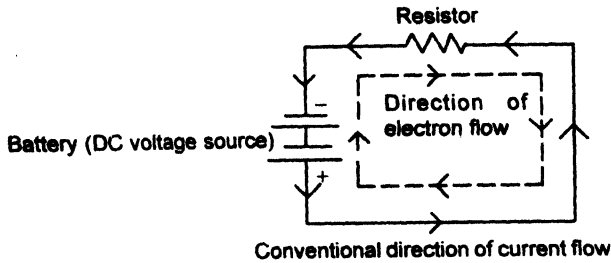 Resistor
−
Direction of
electron flow
Battery (DC voltage source)
+
Conventional direction of current flow